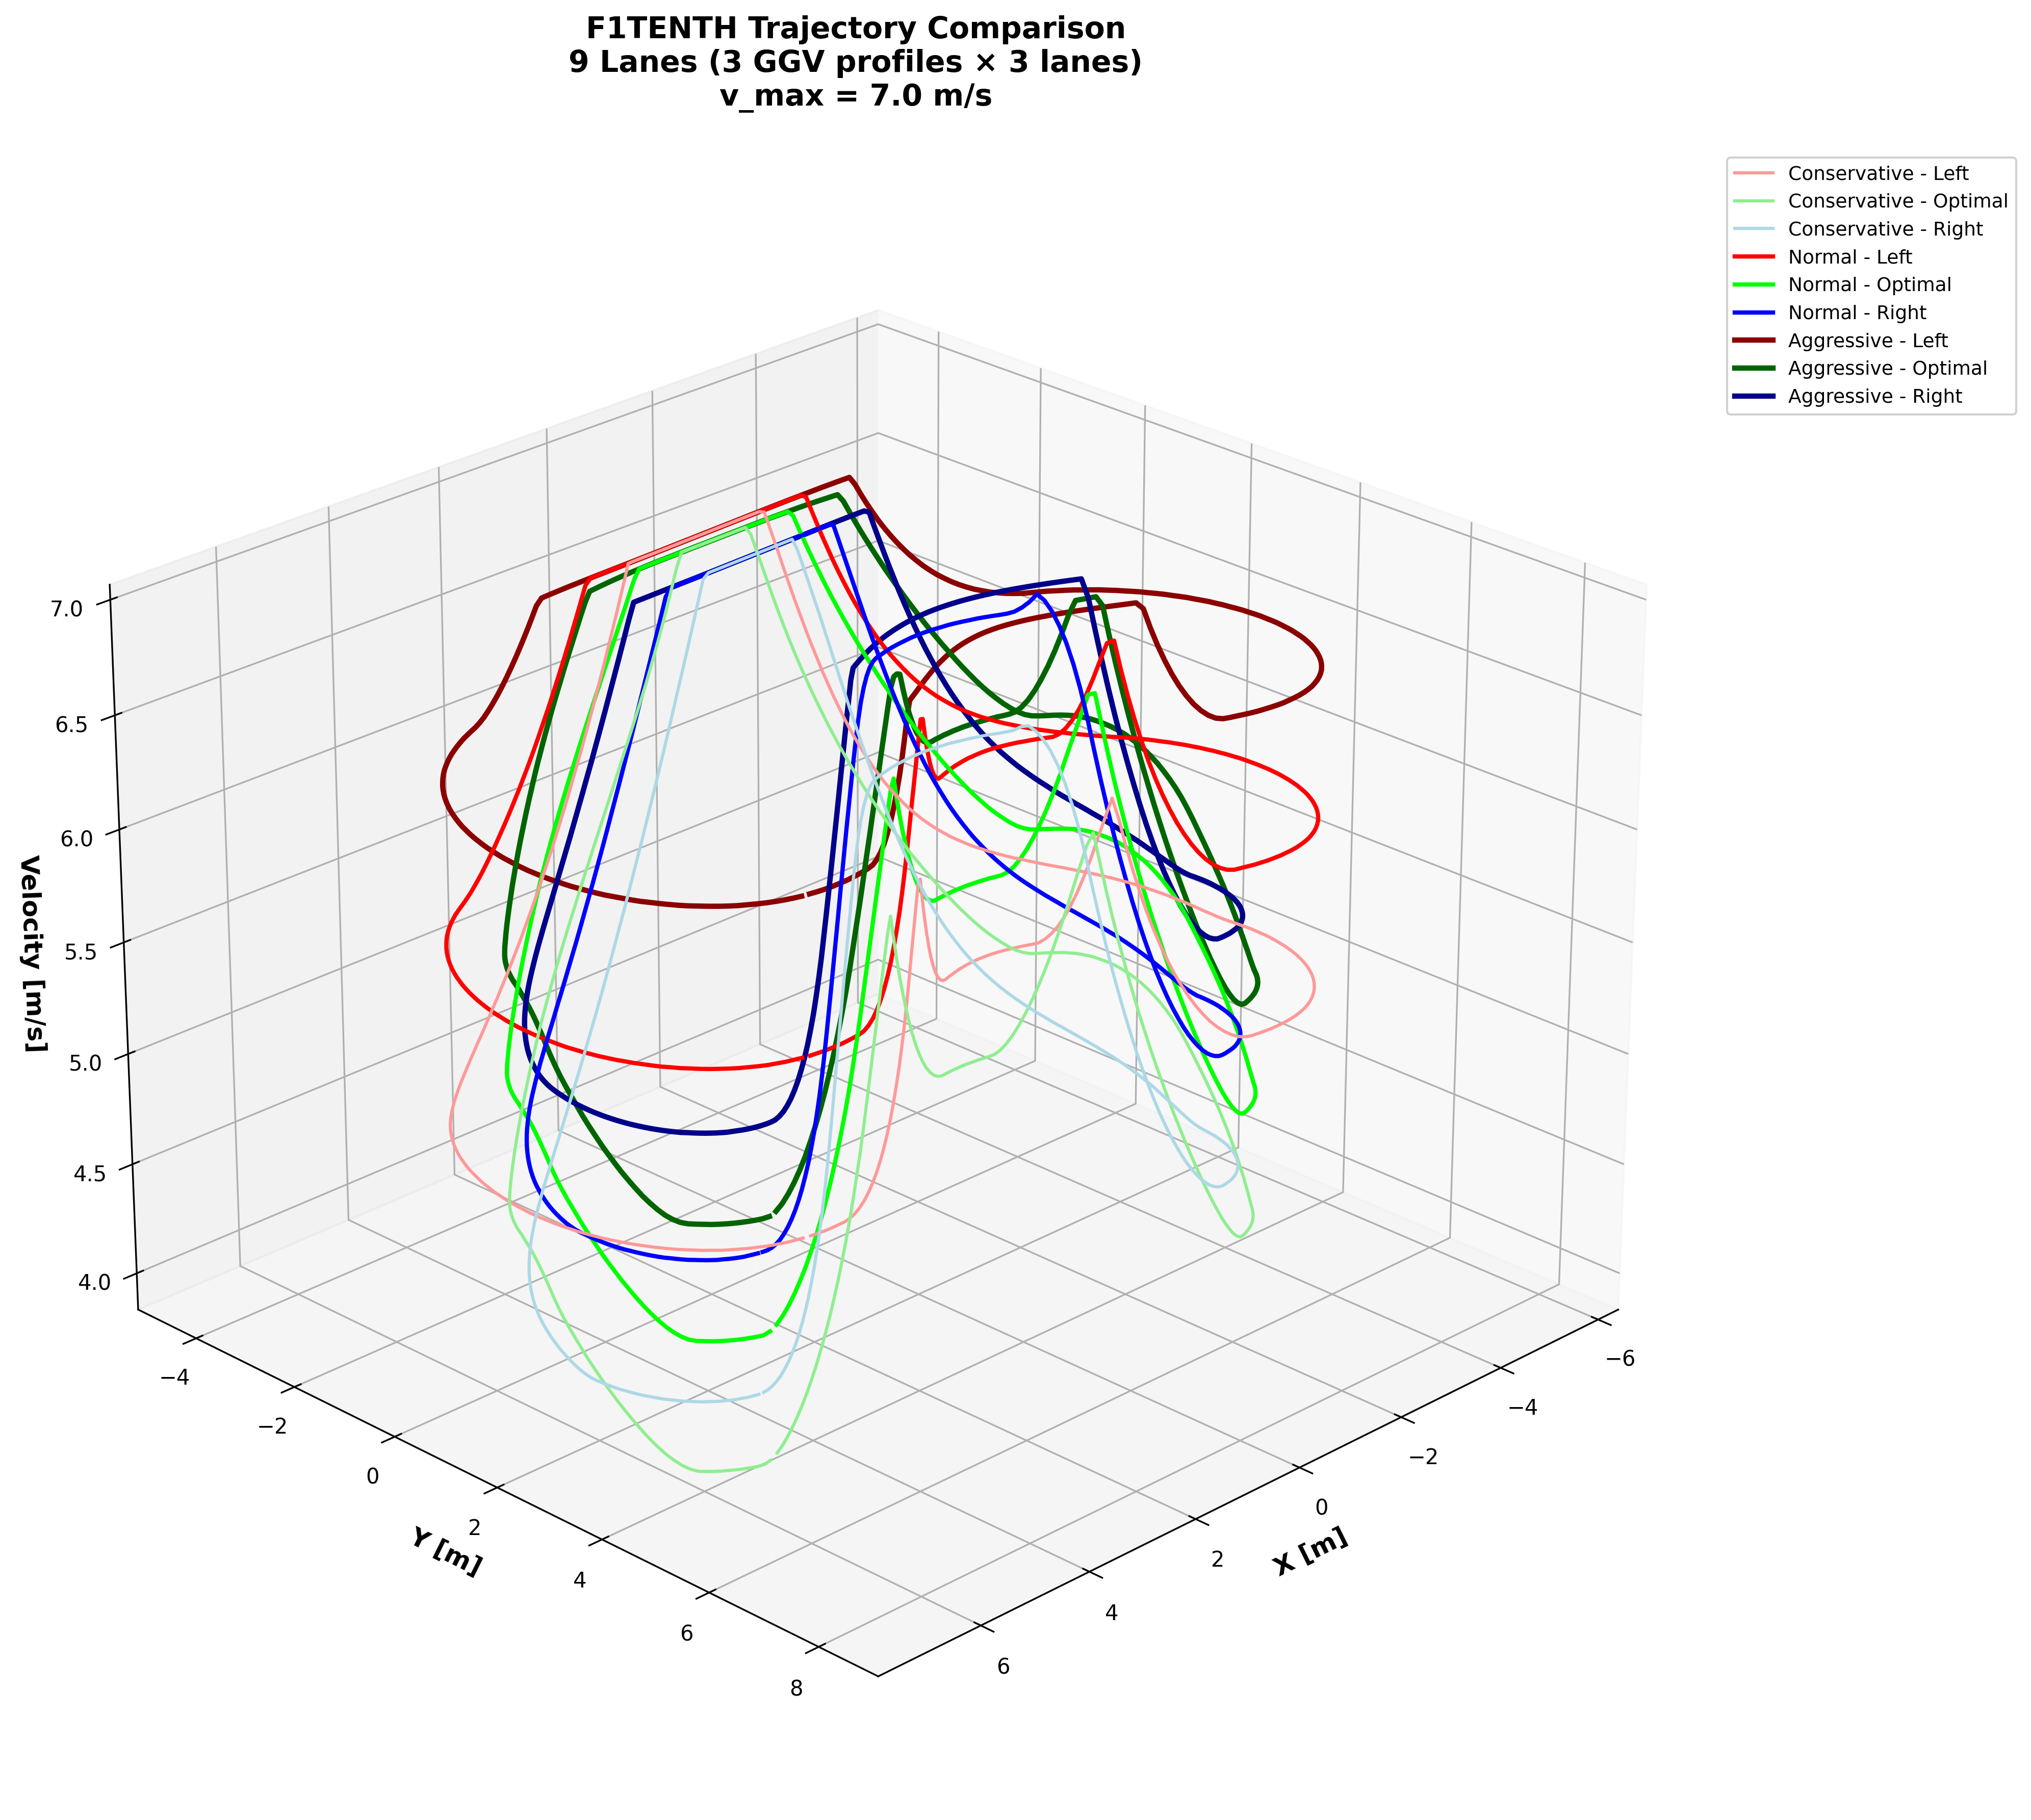 F1TENTH Trajectory Comparison
9 Lanes (3 GGV profiles × 3 lanes)
v_max = 7.0 m/s
Conservative - Left
Conservative - Optimal
Conservative - Right
Normal - Left
Normal - Optimal
Normal - Right
Aggressive - Left
Aggressive - Optimal
Aggressive - Right
Velocity [m/s]
7.0
6.5
6.0
5.5
5.0
4.5
4.0
−4
−2
0
2
4
6
8
Y [m]
−6
−4
−2
0
2
4
6
X [m]